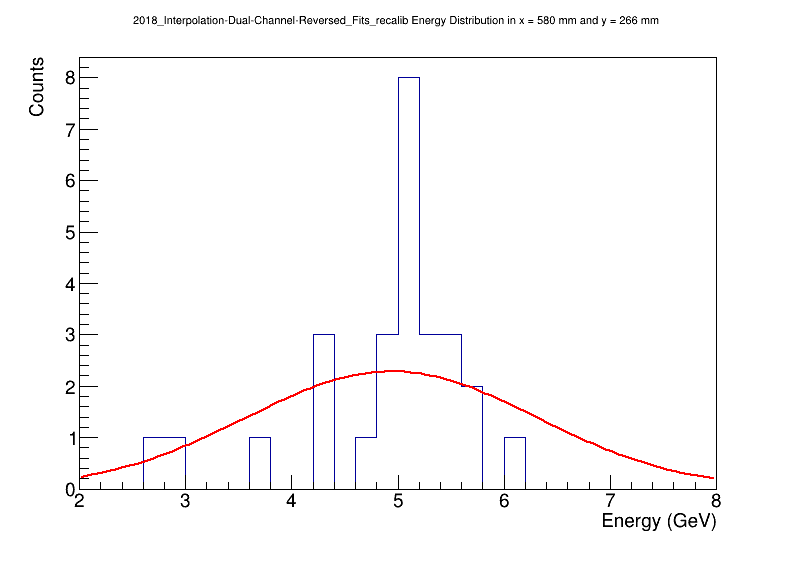 2018_Interpolation-Dual-Channel-Reversed_Fits_recalib Energy Distribution in x = 580 mm and y = 266 mm
Counts
8
7
6
5
4
3
2
1
0
2 3 4 5 6 7 8
Energy (GeV)